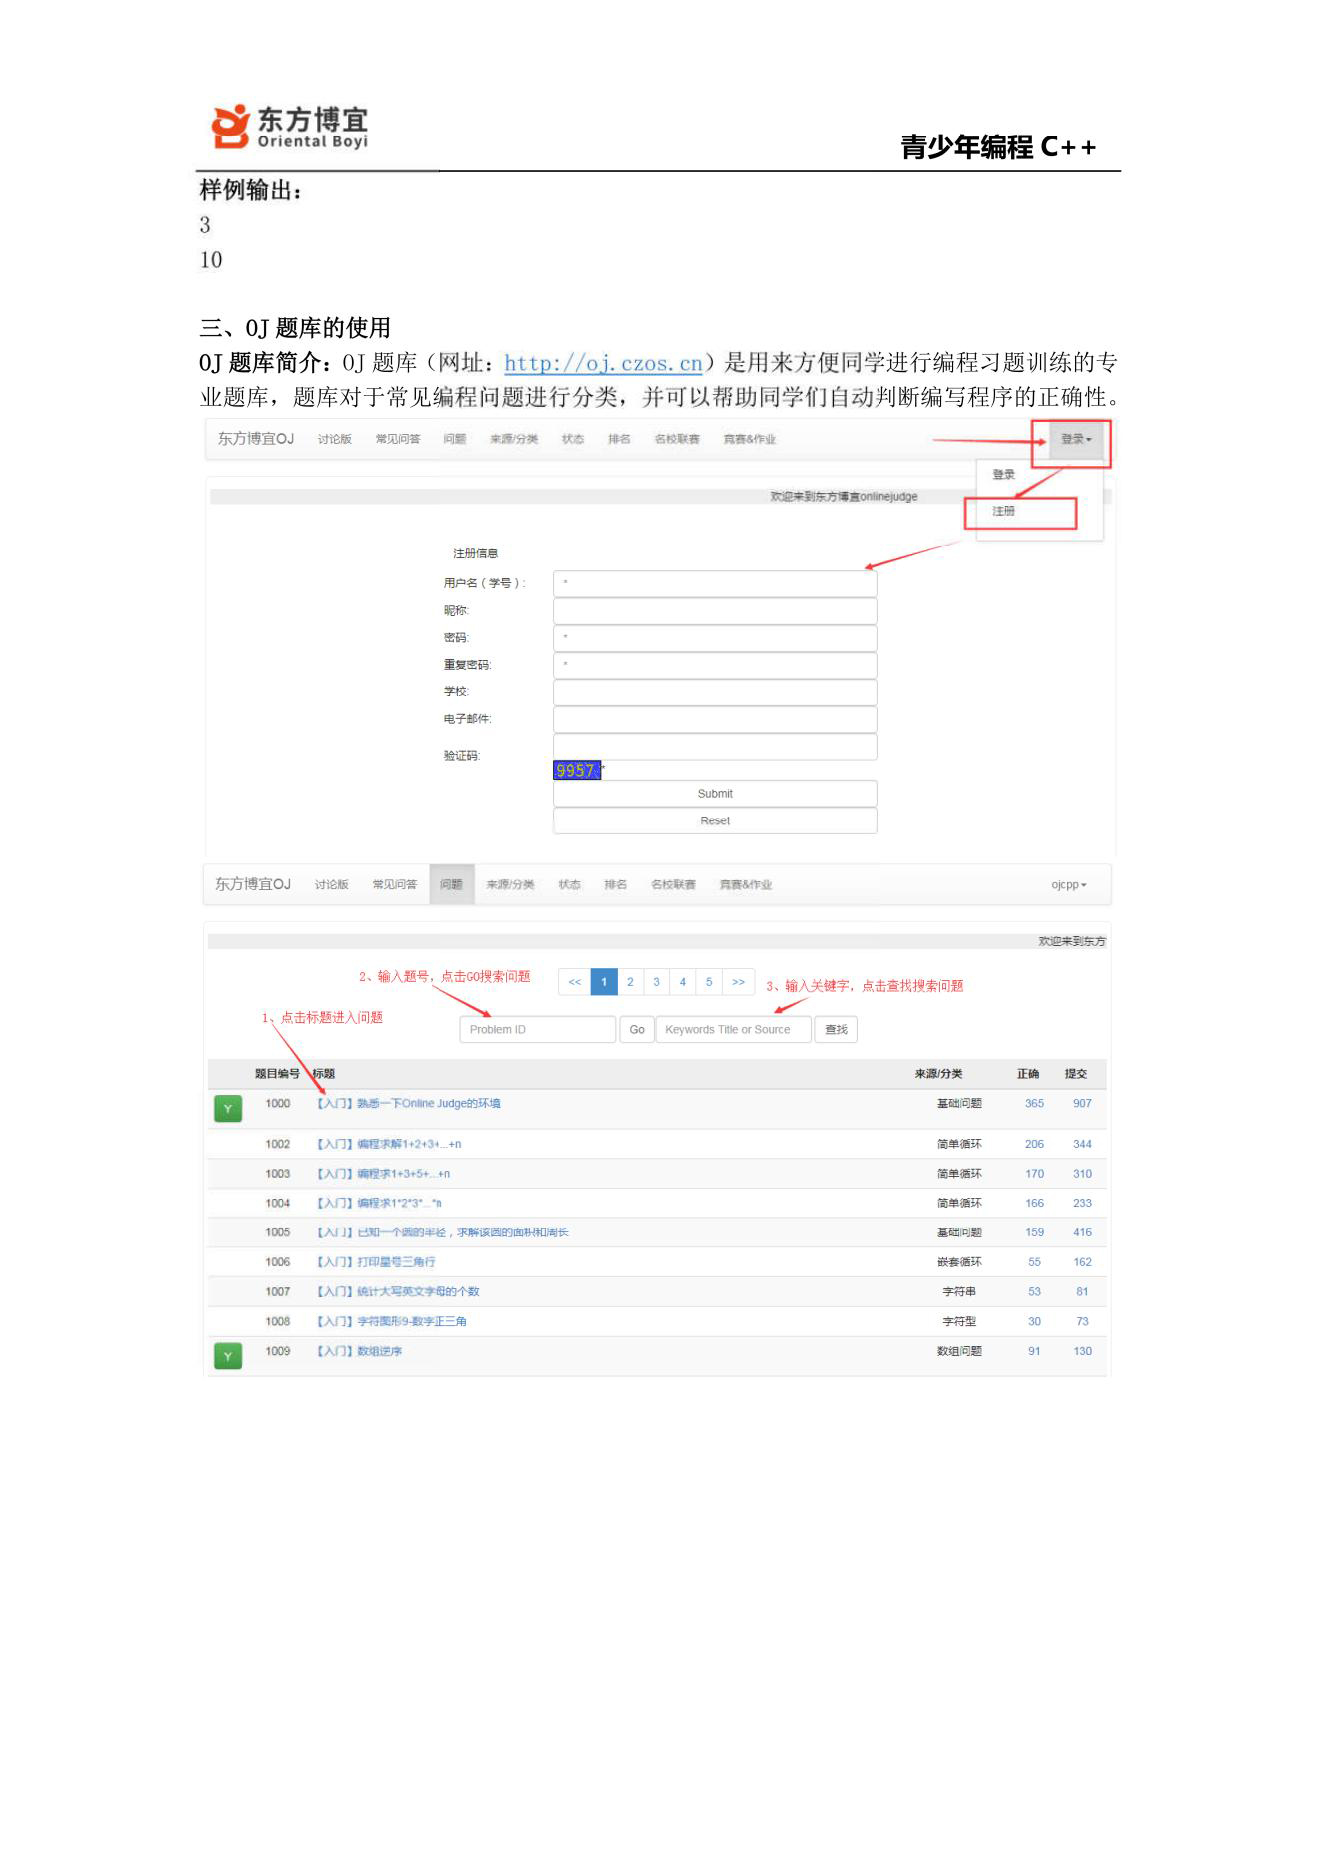 东方博宜
Oriental Boyi
青少年编程 C++
样例输出：
3
10
三、OJ 题库的使用
OJ 题库简介：OJ 题库（网址：http://oj.czos.cn）是用来方便同学进行编程习题训练的专
业题库，题库对于常见编程问题进行分类，并可以帮助同学们自动判断编写程序的正确性。
东方博宜OJ 讨论版 常见问答 问题 来源/分类 状态 排名 名校联赛 竞赛&作业 登录
登录
欢迎来到东方博宜onlinejudge
注册
注册信息
用户名（学号）: *
昵称:
密码: *
重复密码: *
学校:
电子邮件:
验证码:
9957 *
Submit
Reset
东方博宜OJ 讨论版 常见问答 问题 来源/分类 状态 排名 名校联赛 竞赛&作业 ojcpp
欢迎来到东方
2、输入题号，点击GO搜索问题
<< 1 2 3 4 5 >>
3、输入关键字，点击查找搜索问题
1、点击标题进入问题
Problem ID Go Keywords Title or Source 查找
题目编号 标题 来源/分类 正确 提交
Y 1000 【入门】熟悉一下Online Judge的环境 基础问题 365 907
1002 【入门】编程求解1+2+3+...+n 简单循环 206 344
1003 【入门】编程求1+3+5+...+n 简单循环 170 310
1004 【入门】编程求1*2*3*...*n 简单循环 166 233
1005 【入门】已知一个圆的半径，求解该圆的面积和周长 基础问题 159 416
1006 【入门】打印星号三角行 嵌套循环 55 162
1007 【入门】统计大写英文字母的个数 字符串 53 81
1008 【入门】字符图形9-数字正三角 字符型 30 73
Y 1009 【入门】数组逆序 数组问题 91 130